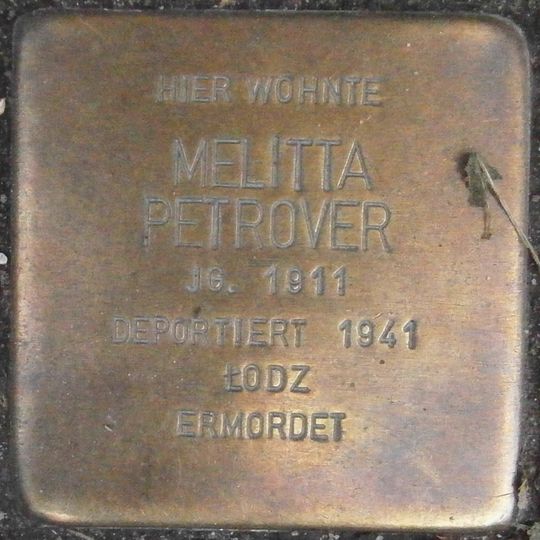 HIER WOHNTE
MELITTA
PETROVER
JG. 1911
DEPORTIERT 1941
ŁODZ
ERMORDET